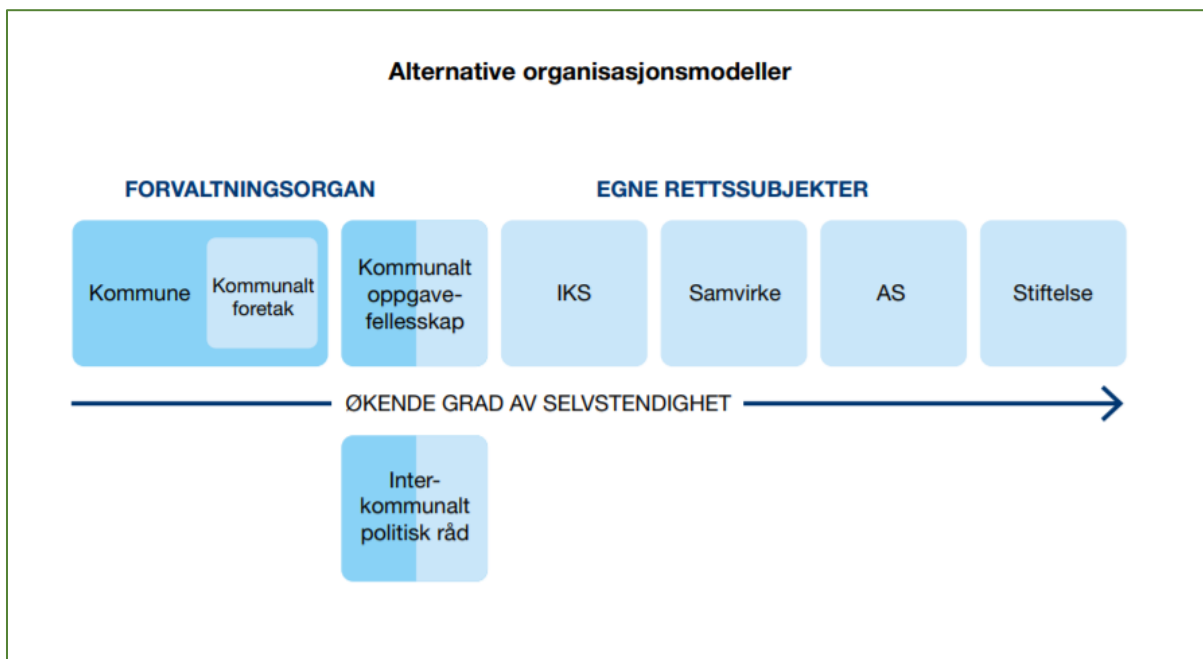 Alternative organisasjonsmodeller
FORVALTNINGSORGAN
EGNE RETTSSUBJEKTER
Kommune
Kommunalt
foretak
Kommunalt
oppgave-
fellesskap
IKS
Samvirke
AS
Stiftelse
ØKENDE GRAD AV SELVSTENDIGHET
Inter-
kommunalt
politisk råd